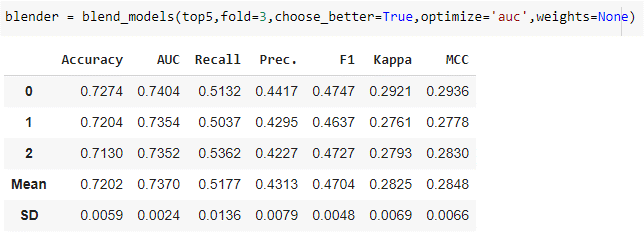 blender = blend_models(top5,fold=3,choose_better=True,optimize='auc',weights=None)
Accuracy AUC Recall Prec. F1 Kappa MCC
0 0.7274 0.7404 0.5132 0.4417 0.4747 0.2921 0.2936
1 0.7204 0.7354 0.5037 0.4295 0.4637 0.2761 0.2778
2 0.7130 0.7352 0.5362 0.4227 0.4727 0.2793 0.2830
Mean 0.7202 0.7370 0.5177 0.4313 0.4704 0.2825 0.2848
SD 0.0059 0.0024 0.0136 0.0079 0.0048 0.0069 0.0066